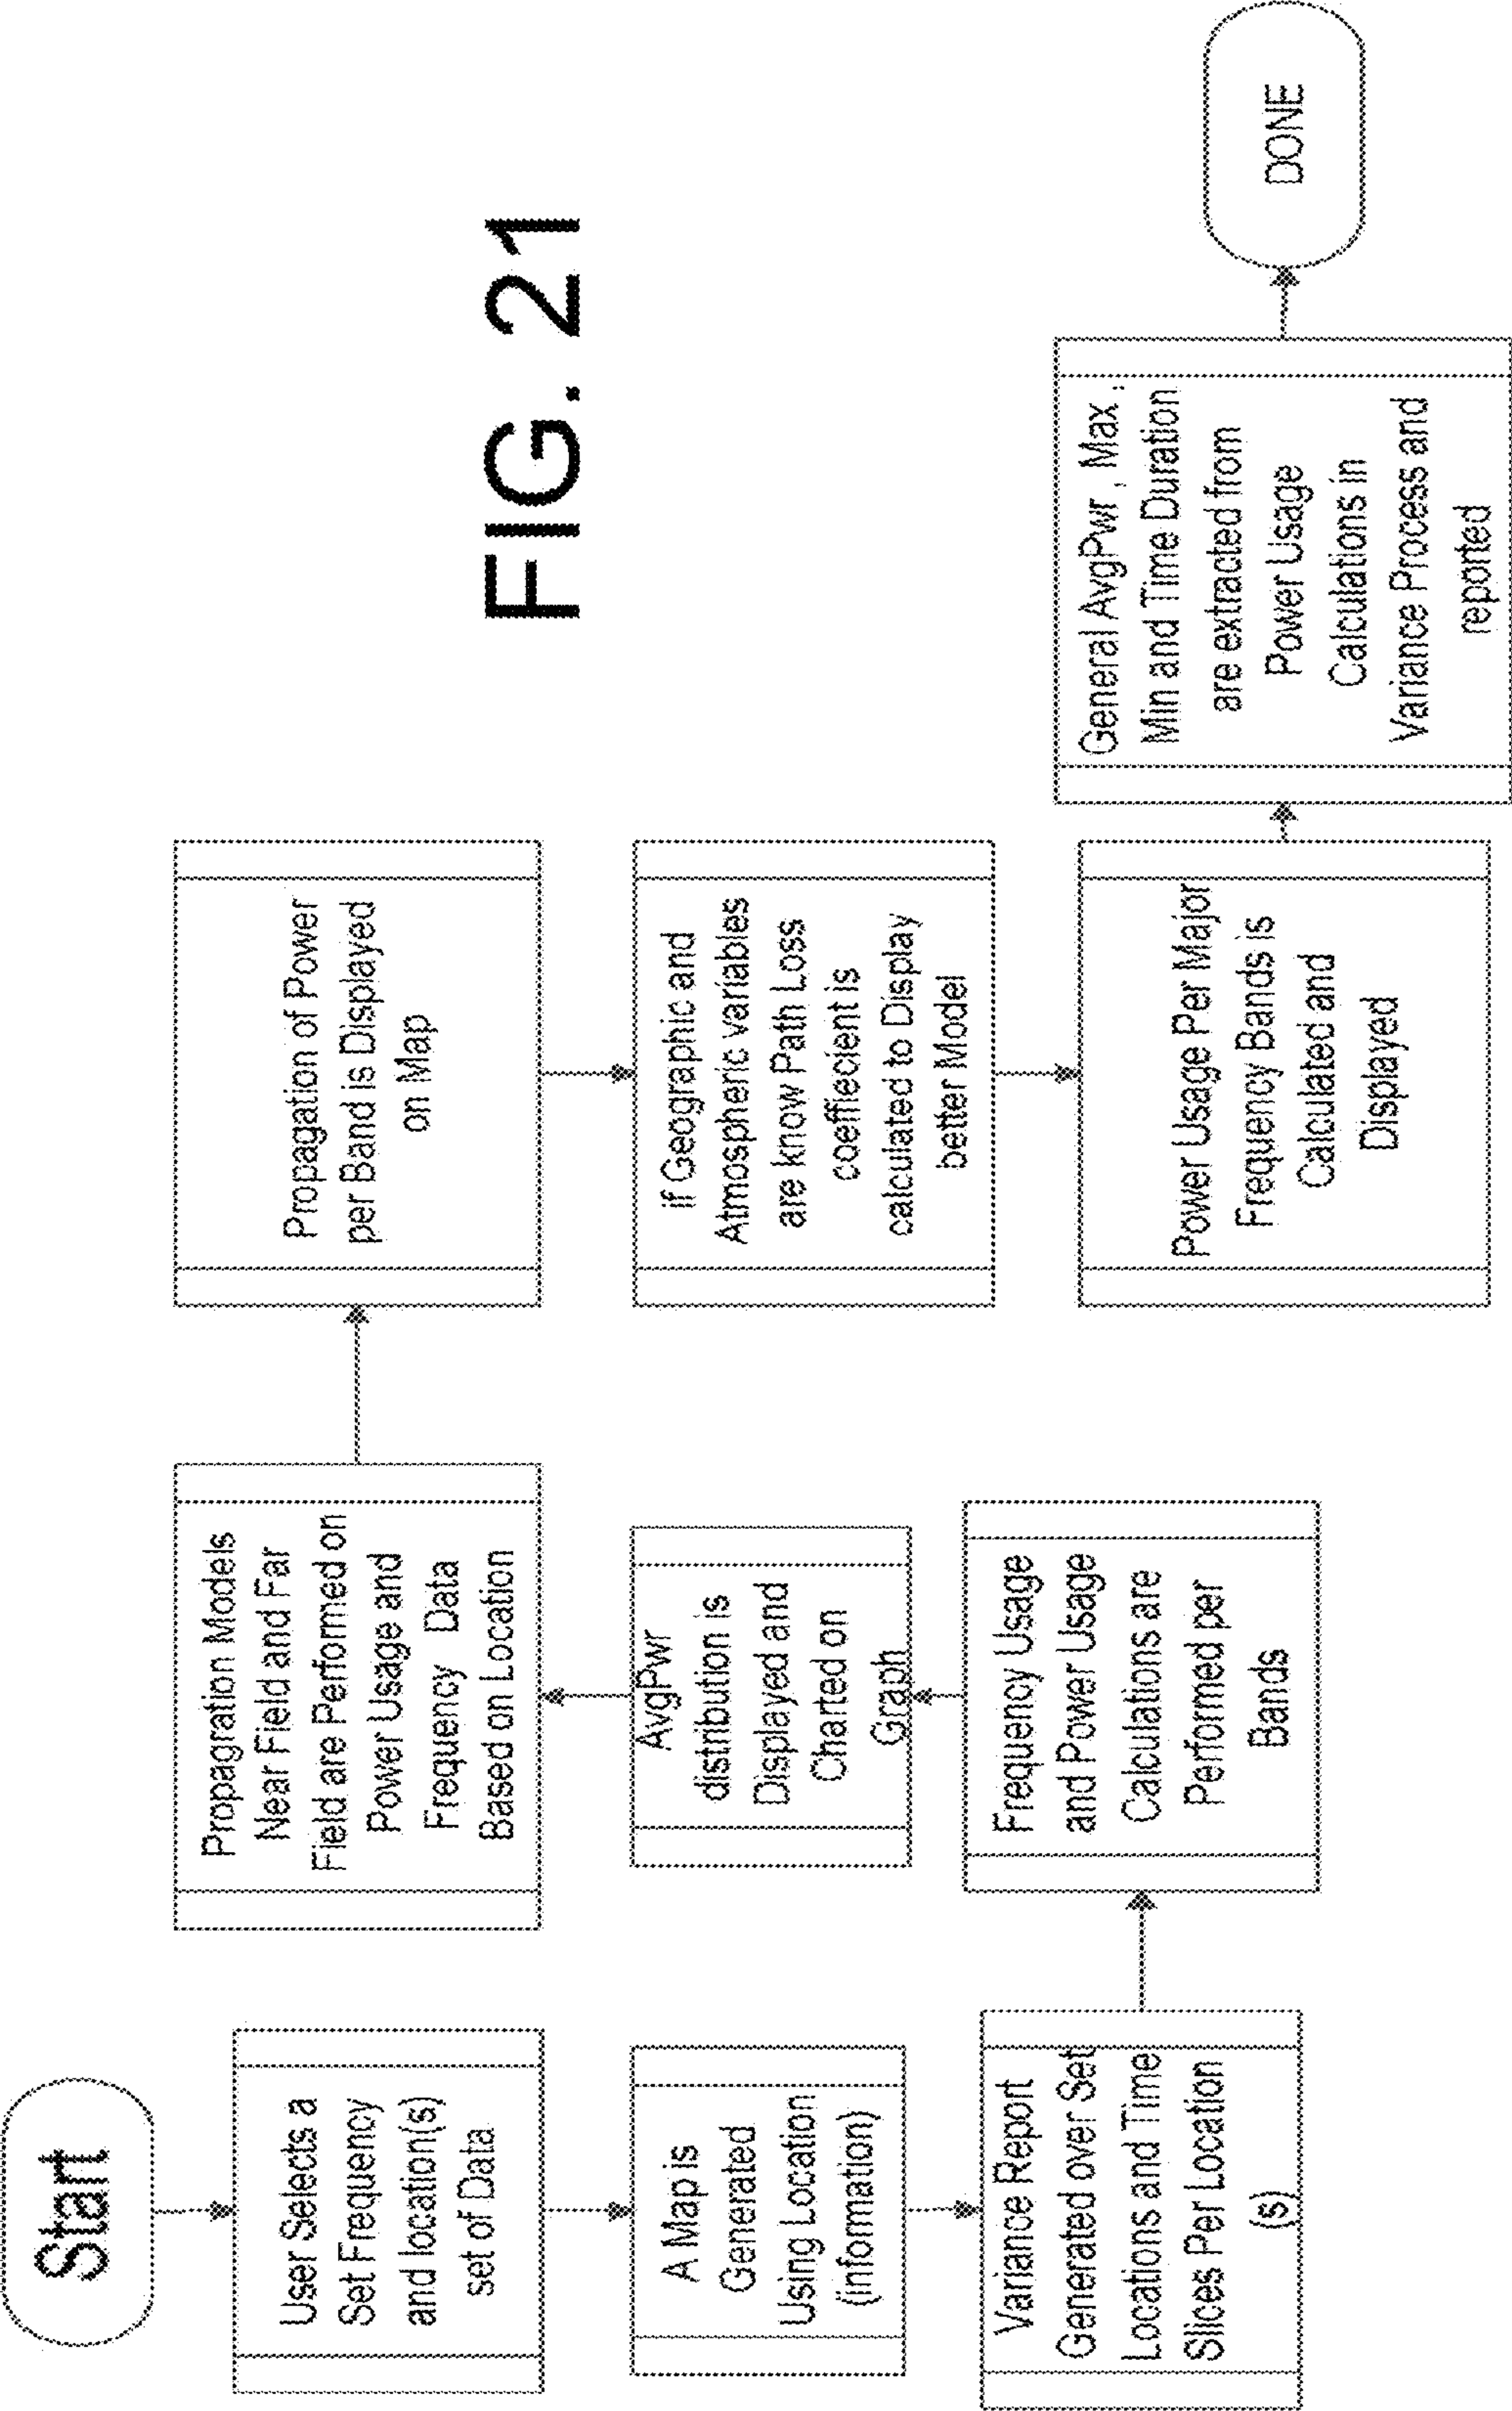 Start
User Selects a
Set Frequency
and location(s)
set of Data
A Map is
Generated
Using Location
(information)
Variance Report
Generated over Set
Locations and Time
Slices Per Location
(s)
Frequency Usage
and Power Usage
Calculations are
Performed per
Bands
AvgPwr
distribution is
Displayed and
Charted on
Graph
Propagration Models
Near Field and Far
Field are Performed on
Power Usage and
Frequency Data
Based on Location
Propagation of Power
per Band is Displayed
on Map
if Geographic and
Atmospheric variables
are know Path Loss
coeffiecient is
calculated to Display
better Model
Power Usage Per Major
Frequency Bands is
Calculated and
Displayed
General AvgPwr , Max ,
Min and Time Duration
are extracted from
Power Usage
Calculations in
Variance Process and
reported
DONE
FIG. 21